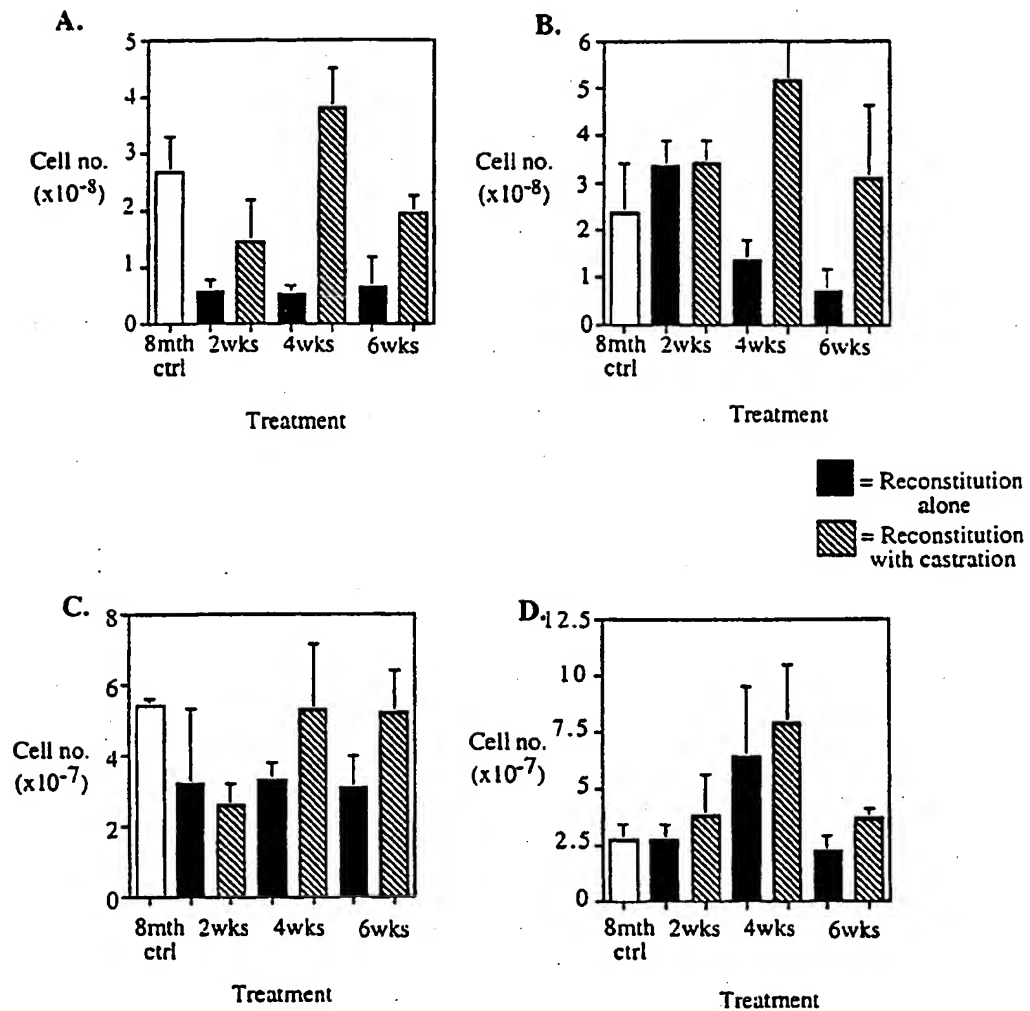 A.
5
4
3
2
1
0
Cell no.
(x10⁻⁸)
8mth 2wks 4wks 6wks
ctrl
Treatment
B.
6
5
4
3
2
1
0
Cell no.
(x10⁻⁸)
8mth 2wks 4wks 6wks
ctrl
Treatment
= Reconstitution
alone
= Reconstitution
with castration
C.
8
6
4
2
0
Cell no.
(x10⁻⁷)
8mth 2wks 4wks 6wks
ctrl
Treatment
D.
12.5
10
7.5
5
2.5
0
Cell no.
(x10⁻⁷)
8mth 2wks 4wks 6wks
ctrl
Treatment